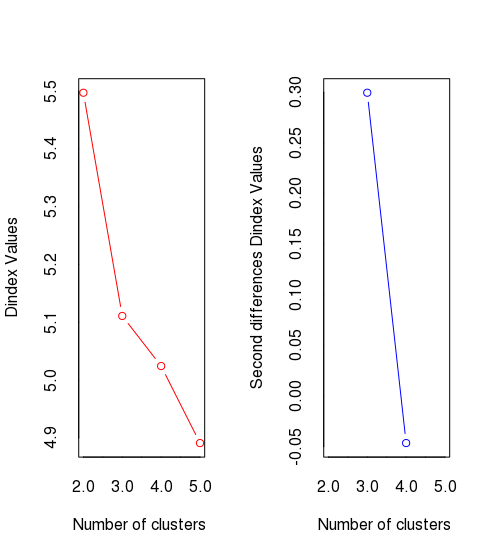 Dindex Values
5.5
5.4
5.3
5.2
5.1
5.0
4.9
2.0 3.0 4.0 5.0
Number of clusters
Second differences Dindex Values
0.30
0.25
0.20
0.15
0.10
0.05
0.00
-0.05
2.0 3.0 4.0 5.0
Number of clusters